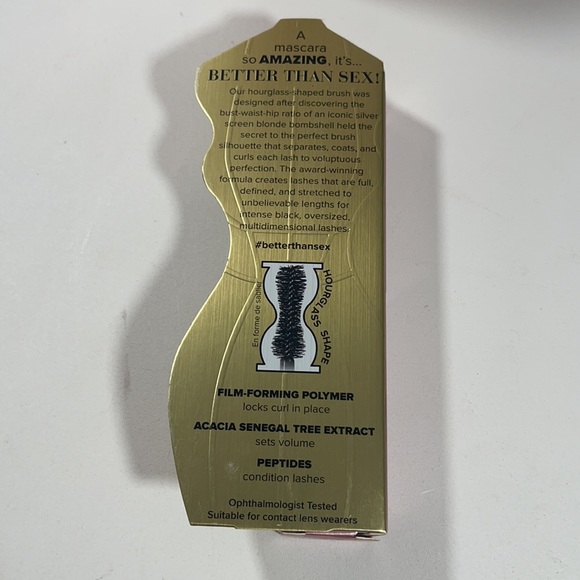 A
mascara
so AMAZING, it's...
BETTER THAN SEX!
Our hourglass-shaped brush was
designed after discovering the
bust-waist-hip ratio of an iconic silver
screen blonde bombshell held the
secret to the perfect brush
silhouette that separates, coats, and
curls each lash to voluptuous
perfection. The award-winning
formula creates lashes that are full,
defined, and stretched to
unbelievable lengths for
intense black, oversized,
multidimensional lashes.
#betterthansex
En forme de sablier
HOURGLASS SHAPE
FILM-FORMING POLYMER
locks curl in place
ACACIA SENEGAL TREE EXTRACT
sets volume
PEPTIDES
condition lashes
Ophthalmologist Tested
Suitable for contact lens wearers